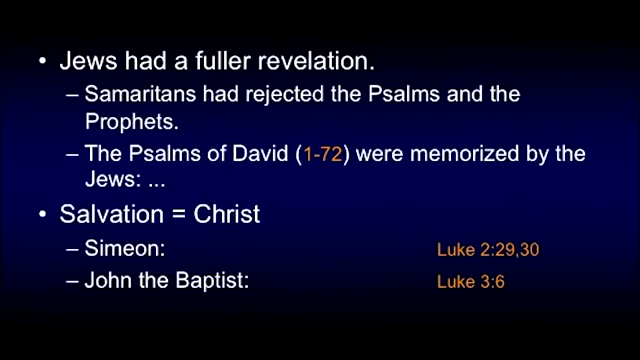 • Jews had a fuller revelation.
– Samaritans had rejected the Psalms and the
Prophets.
– The Psalms of David (1-72) were memorized by the
Jews: ...
• Salvation = Christ
– Simeon: Luke 2:29,30
– John the Baptist: Luke 3:6